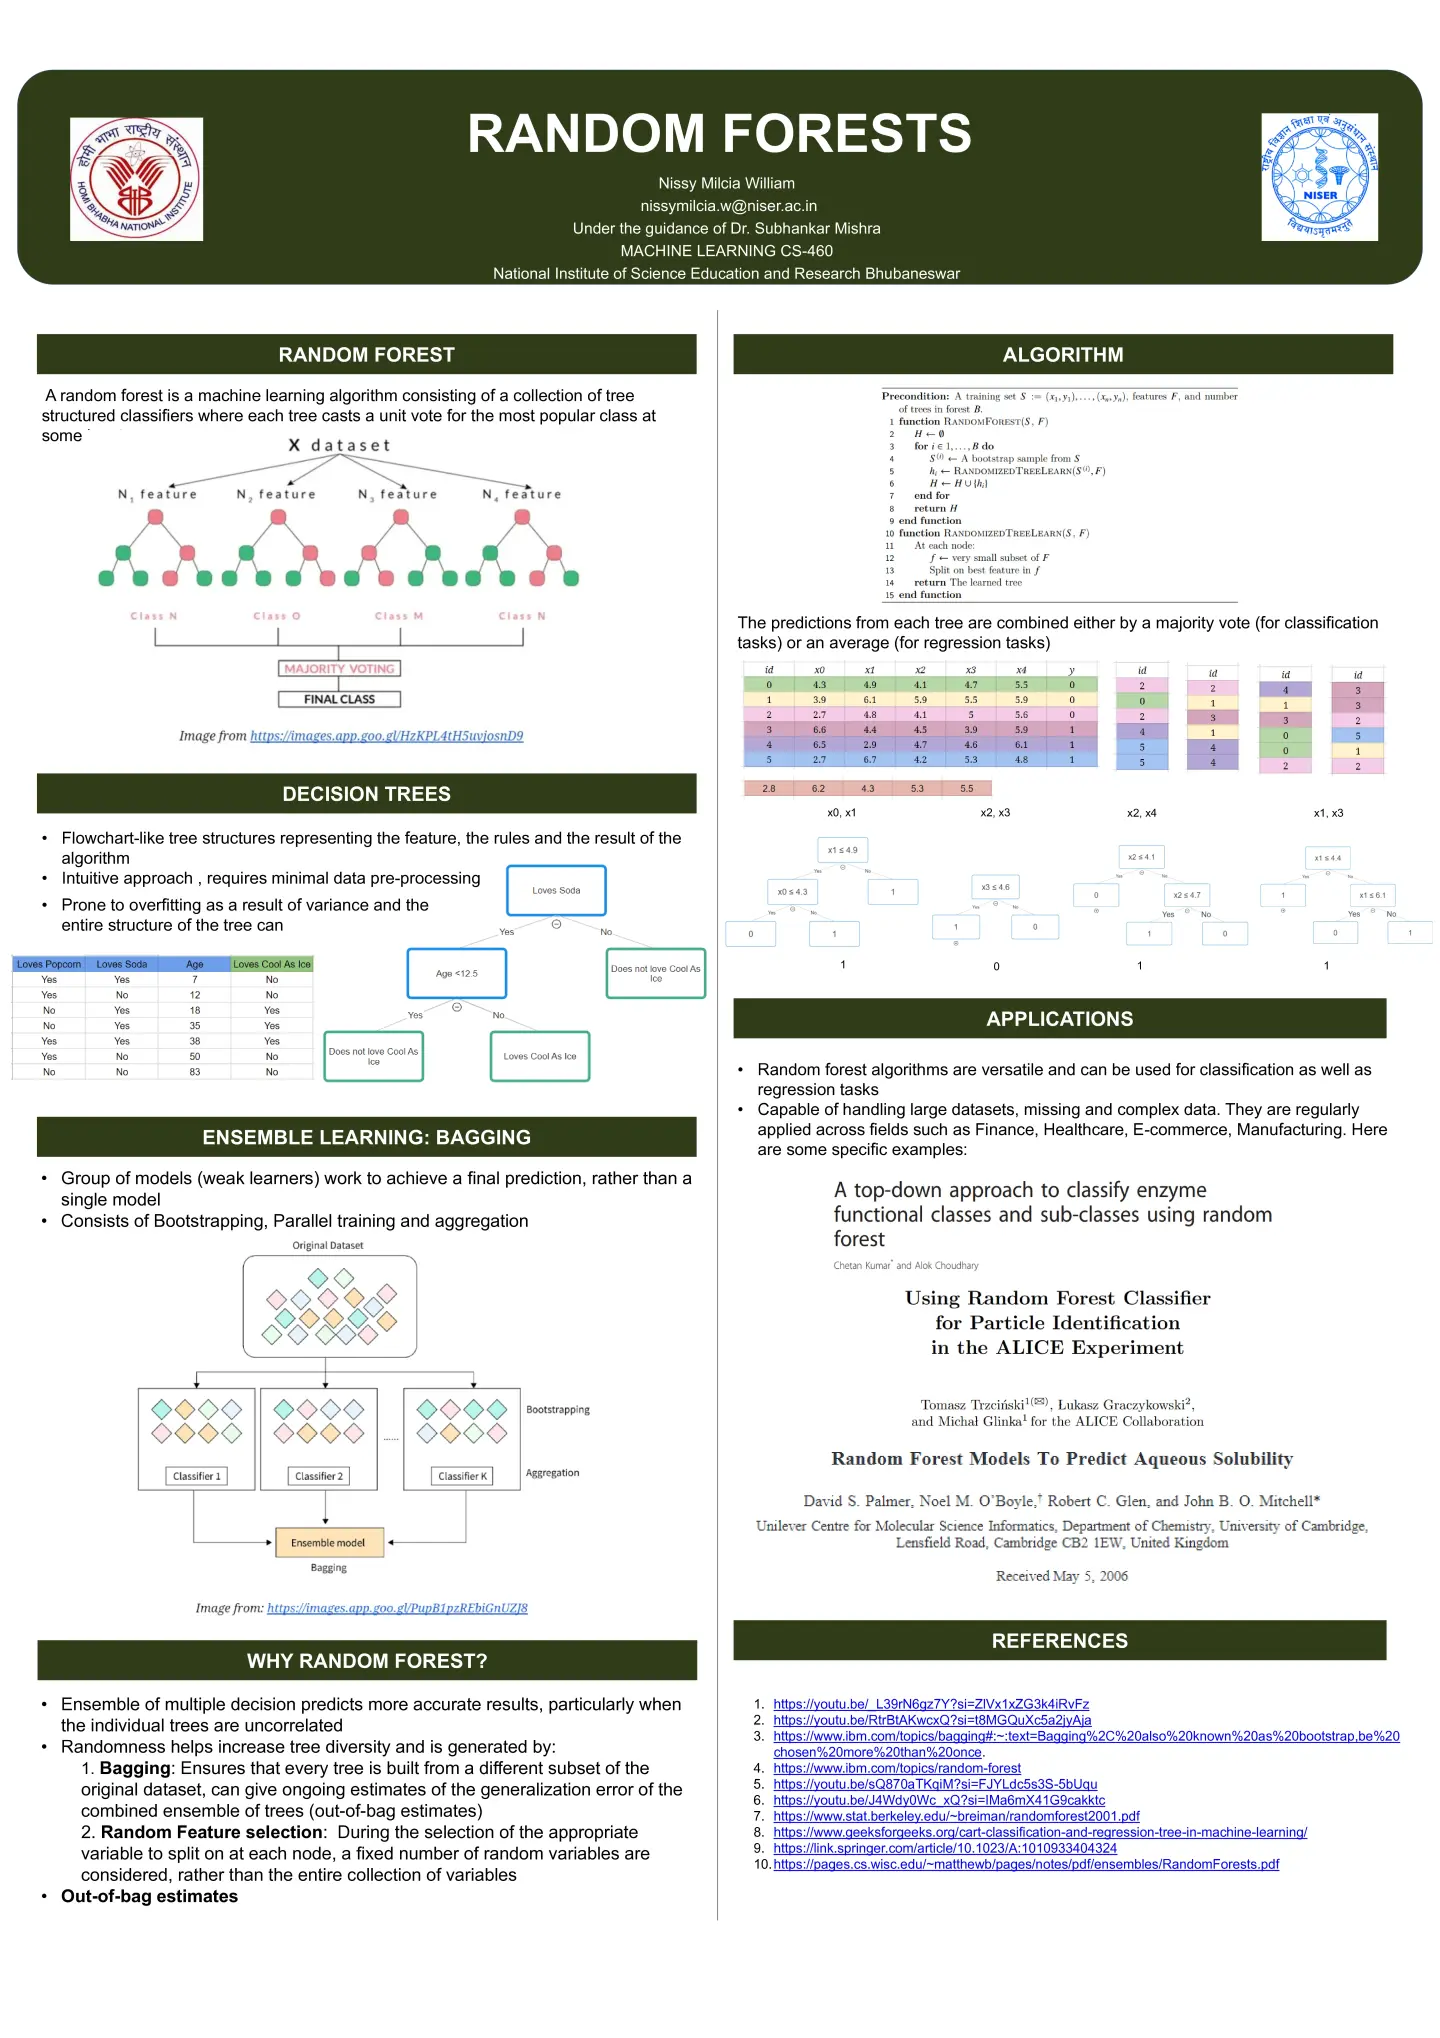 होमी भाभा राष्ट्रीय संस्थान
HOMI BHABHA NATIONAL INSTITUTE
RANDOM FORESTS
Nissy Milcia William
nissymilcia.w@niser.ac.in
Under the guidance of Dr. Subhankar Mishra
MACHINE LEARNING CS-460
National Institute of Science Education and Research Bhubaneswar
राष्ट्रीय विज्ञान शिक्षा एवं अनुसंधान संस्थान
NISER
विद्ययाऽमृतमश्नुते
RANDOM FOREST
A random forest is a machine learning algorithm consisting of a collection of tree
structured classifiers where each tree casts a unit vote for the most popular class at
some
X dataset
N1 feature N2 feature N3 feature N4 feature
Class N Class O Class M Class N
MAJORITY VOTING
FINAL CLASS
Image from https://images.app.goo.gl/HzKPL4tH5uvjosnD9
DECISION TREES
• Flowchart-like tree structures representing the feature, the rules and the result of the
algorithm
• Intuitive approach , requires minimal data pre-processing
• Prone to overfitting as a result of variance and the
entire structure of the tree can
Loves Popcorn Loves Soda Age Loves Cool As Ice
Yes Yes 7 No
Yes No 12 No
No Yes 18 Yes
No Yes 35 Yes
Yes Yes 38 Yes
Yes No 50 No
No No 83 No
Loves Soda
Yes No
Age <12.5
Does not love Cool As
Ice
Yes No
Does not love Cool As
Ice
Loves Cool As Ice
ENSEMBLE LEARNING: BAGGING
• Group of models (weak learners) work to achieve a final prediction, rather than a
single model
• Consists of Bootstrapping, Parallel training and aggregation
Original Dataset
Bootstrapping
......
Classifier 1 Classifier 2 Classifier K
Aggregation
Ensemble model
Bagging
Image from: https://images.app.goo.gl/PupB1pzREbiGnUZJ8
WHY RANDOM FOREST?
• Ensemble of multiple decision predicts more accurate results, particularly when
the individual trees are uncorrelated
• Randomness helps increase tree diversity and is generated by:
1. Bagging: Ensures that every tree is built from a different subset of the
original dataset, can give ongoing estimates of the generalization error of the
combined ensemble of trees (out-of-bag estimates)
2. Random Feature selection: During the selection of the appropriate
variable to split on at each node, a fixed number of random variables are
considered, rather than the entire collection of variables
• Out-of-bag estimates
ALGORITHM
Precondition: A training set S := (x1, y1), . . . , (xn, yn), features F, and number
of trees in forest B.
1 function RANDOMFOREST(S, F)
2 H ← ∅
3 for i ∈ 1, . . . , B do
4 S(i) ← A bootstrap sample from S
5 hi ← RANDOMIZEDTREELEARN(S(i), F)
6 H ← H ∪ {hi}
7 end for
8 return H
9 end function
10 function RANDOMIZEDTREELEARN(S, F)
11 At each node:
12 f ← very small subset of F
13 Split on best feature in f
14 return The learned tree
15 end function
The predictions from each tree are combined either by a majority vote (for classification
tasks) or an average (for regression tasks)
id x0 x1 x2 x3 x4 y
0 4.3 4.9 4.1 4.7 5.5 0
1 3.9 6.1 5.9 5.5 5.9 0
2 2.7 4.8 4.1 5 5.6 0
3 6.6 4.4 4.5 3.9 5.9 1
4 6.5 2.9 4.7 4.6 6.1 1
5 2.7 6.7 4.2 5.3 4.8 1
id
2
0
2
4
5
5
id
2
1
3
1
4
4
id
4
1
3
0
0
2
id
3
3
2
5
1
2
2.8 6.2 4.3 5.3 5.5
x0, x1 x2, x3 x2, x4 x1, x3
x1 ≤ 4.9
Yes No
x0 ≤ 4.3 1
Yes No
0 1
x3 ≤ 4.6
Yes No
1 0
x2 ≤ 4.1
Yes No
0 x2 ≤ 4.7
Yes No
1 0
x1 ≤ 4.4
Yes No
1 x1 ≤ 6.1
Yes No
0 1
1 0 1 1
APPLICATIONS
• Random forest algorithms are versatile and can be used for classification as well as
regression tasks
• Capable of handling large datasets, missing and complex data. They are regularly
applied across fields such as Finance, Healthcare, E-commerce, Manufacturing. Here
are some specific examples:
A top-down approach to classify enzyme
functional classes and sub-classes using random
forest
Chetan Kumar* and Alok Choudhary
Using Random Forest Classifier
for Particle Identification
in the ALICE Experiment
Tomasz Trzciński1(✉), Łukasz Graczykowski2,
and Michał Glinka1 for the ALICE Collaboration
Random Forest Models To Predict Aqueous Solubility
David S. Palmer, Noel M. O'Boyle,† Robert C. Glen, and John B. O. Mitchell*
Unilever Centre for Molecular Science Informatics, Department of Chemistry, University of Cambridge,
Lensfield Road, Cambridge CB2 1EW, United Kingdom
Received May 5, 2006
REFERENCES
1. https://youtu.be/_L39rN6gz7Y?si=ZlVx1xZG3k4iRvFz
2. https://youtu.be/RtrBtAKwcxQ?si=t8MGQuXc5a2jyAja
3. https://www.ibm.com/topics/bagging#:~:text=Bagging%2C%20also%20known%20as%20bootstrap,be%20
chosen%20more%20than%20once.
4. https://www.ibm.com/topics/random-forest
5. https://youtu.be/sQ870aTKqiM?si=FJYLdc5s3S-5bUqu
6. https://youtu.be/J4Wdy0Wc_xQ?si=lMa6mX41G9cakktc
7. https://www.stat.berkeley.edu/~breiman/randomforest2001.pdf
8. https://www.geeksforgeeks.org/cart-classification-and-regression-tree-in-machine-learning/
9. https://link.springer.com/article/10.1023/A:1010933404324
10. https://pages.cs.wisc.edu/~matthewb/pages/notes/pdf/ensembles/RandomForests.pdf